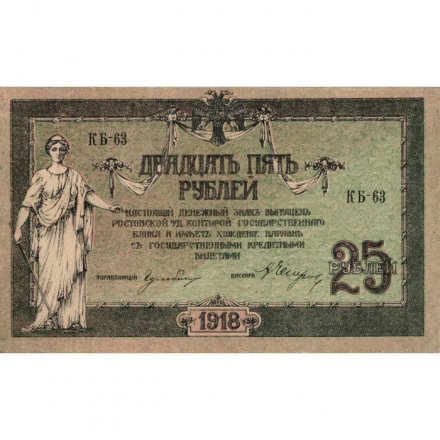 КБ-63
ДВАДЦАТЬ ПЯТЬ
РУБЛЕЙ
КБ-63
НАСТОЯЩІЙ ДЕНЕЖНЫЙ ЗНАКЪ ВЫПУЩЕНЪ
РОСТОВСКОЙ УД. КОНТОРОЙ ГОСУДАРСТВЕННАГО
БАНКА И ИМѢЕТЪ ХОЖДЕНІЕ НАРАВНѢ
СЪ ГОСУДАРСТВЕННЫМИ КРЕДИТНЫМИ
БИЛЕТАМИ
УПРАВЛЯЮЩІЙ
КАССИРЪ
25
РУБЛЕЙ
1918